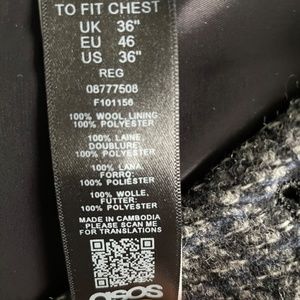 TO FIT CHEST
UK 36"
EU 46
US 36"
REG
08777508
F101156
100% WOOL, LINING
100% POLYESTER
100% LAINE,
DOUBLURE:
100% POLYESTER
100% LANA,
FORRO:
100% POLIÉSTER
100% WOLLE,
FUTTER:
100% POLYESTER
MADE IN CAMBODIA
PLEASE SCAN ME
FOR TRANSLATIONS
asos